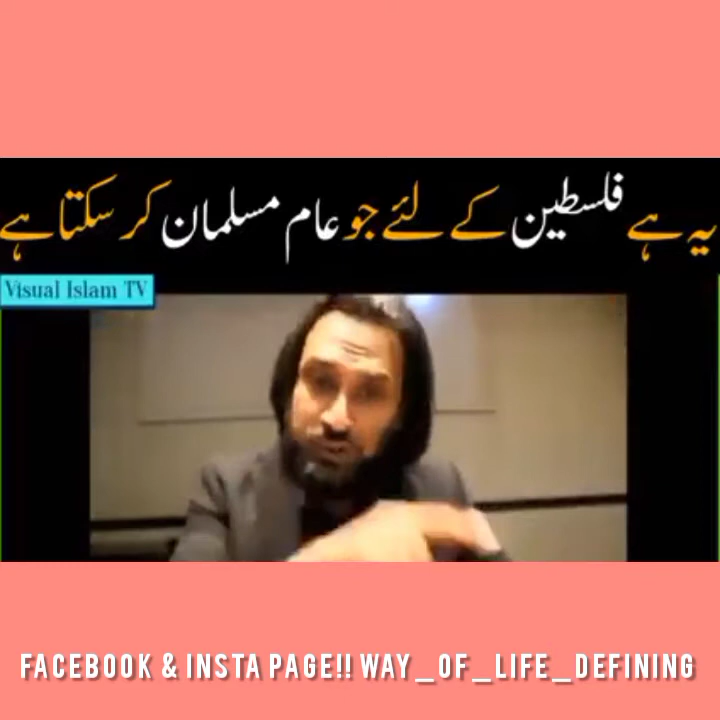 یہ ہے فلسطین کے لئے جو عام مسلمان کر سکتا ہے
Visual Islam TV
FACEBOOK & INSTA PAGE!! WAY_OF_LIFE_DEFINING